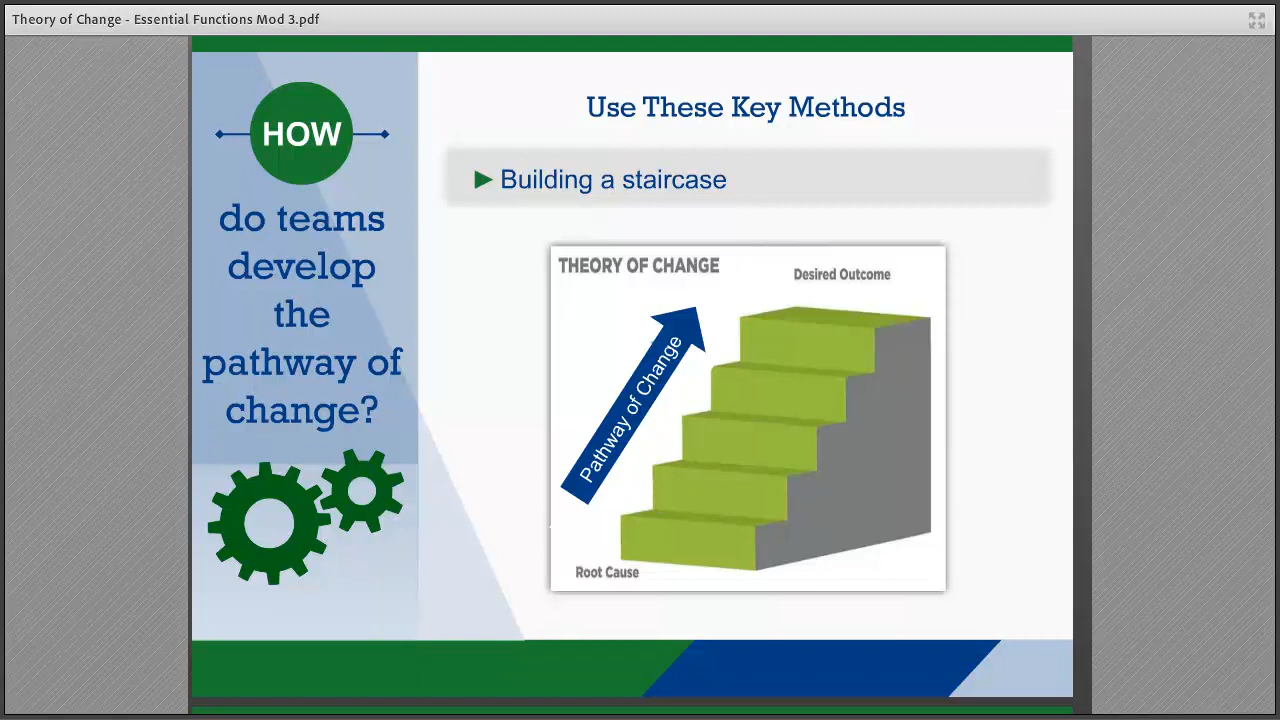 Theory of Change - Essential Functions Mod 3.pdf
HOW
do teams
develop
the
pathway of
change?
Use These Key Methods
Building a staircase
THEORY OF CHANGE
Desired Outcome
Pathway of Change
Root Cause